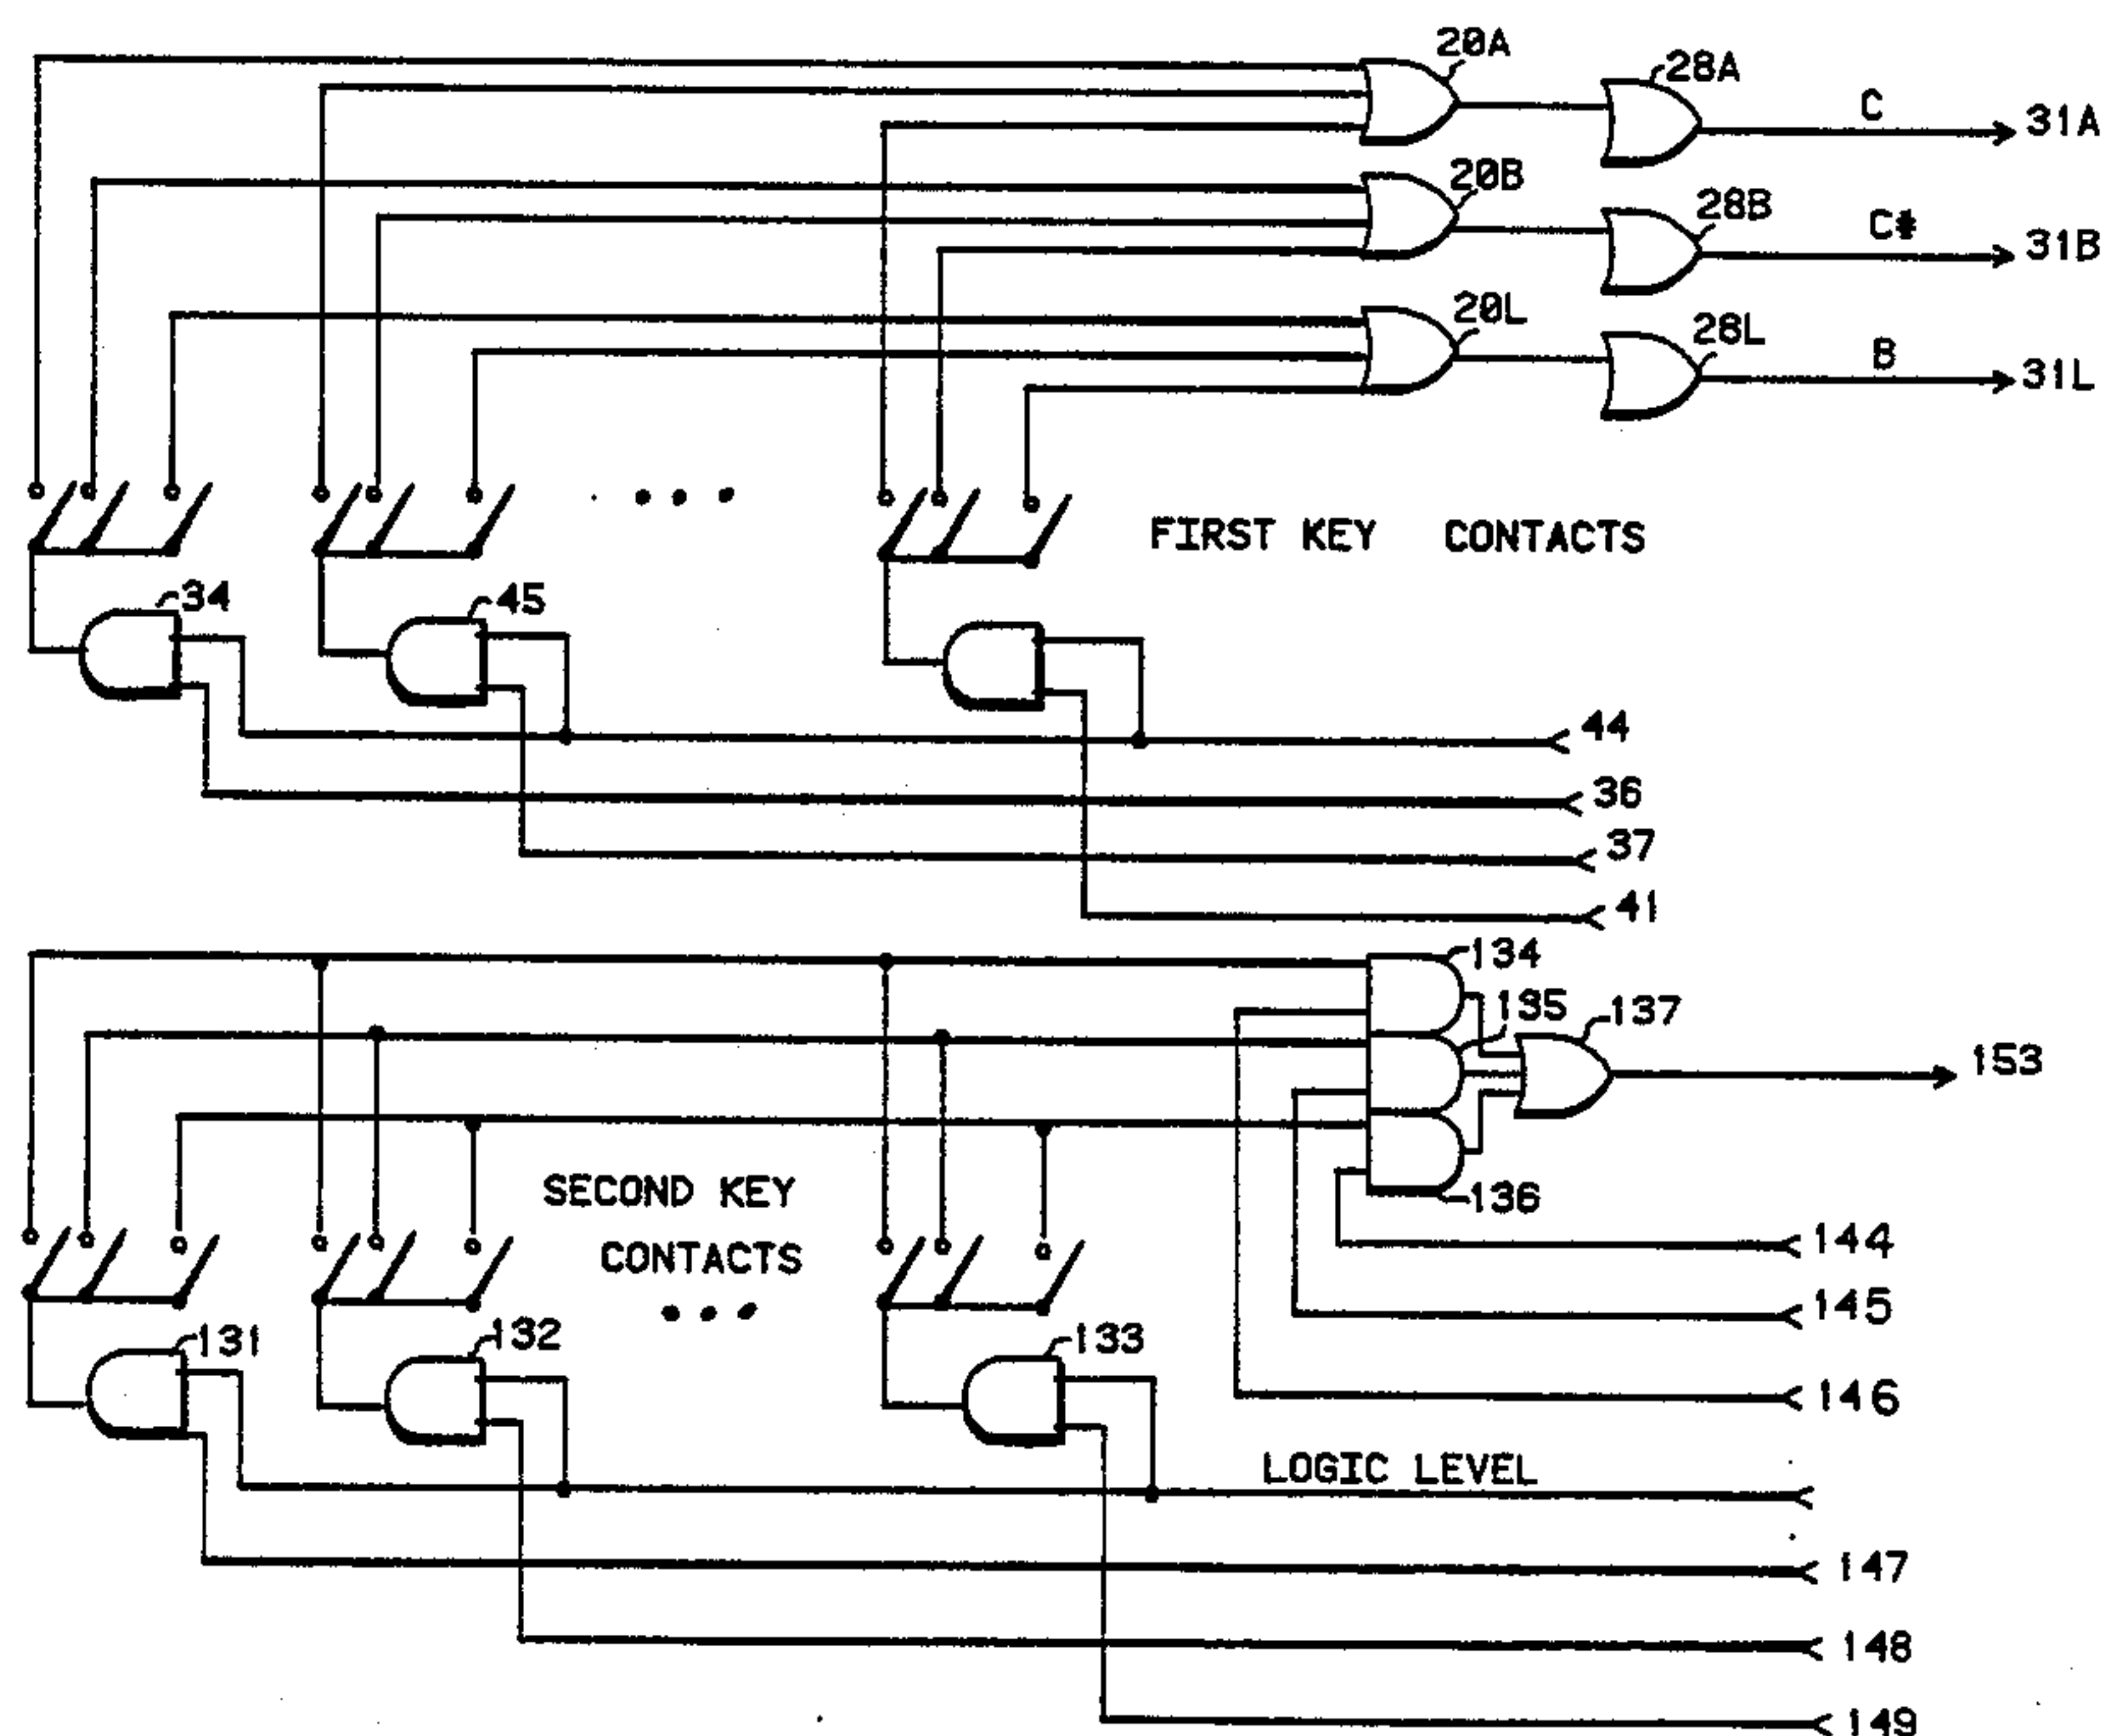 20A
28A
C
31A
20B
28B
C#
31B
20L
28L
B
31L
FIRST KEY CONTACTS
34
45
44
36
37
41
134
135
137
153
136
SECOND KEY
CONTACTS
144
145
146
131
132
133
LOGIC LEVEL
147
148
149